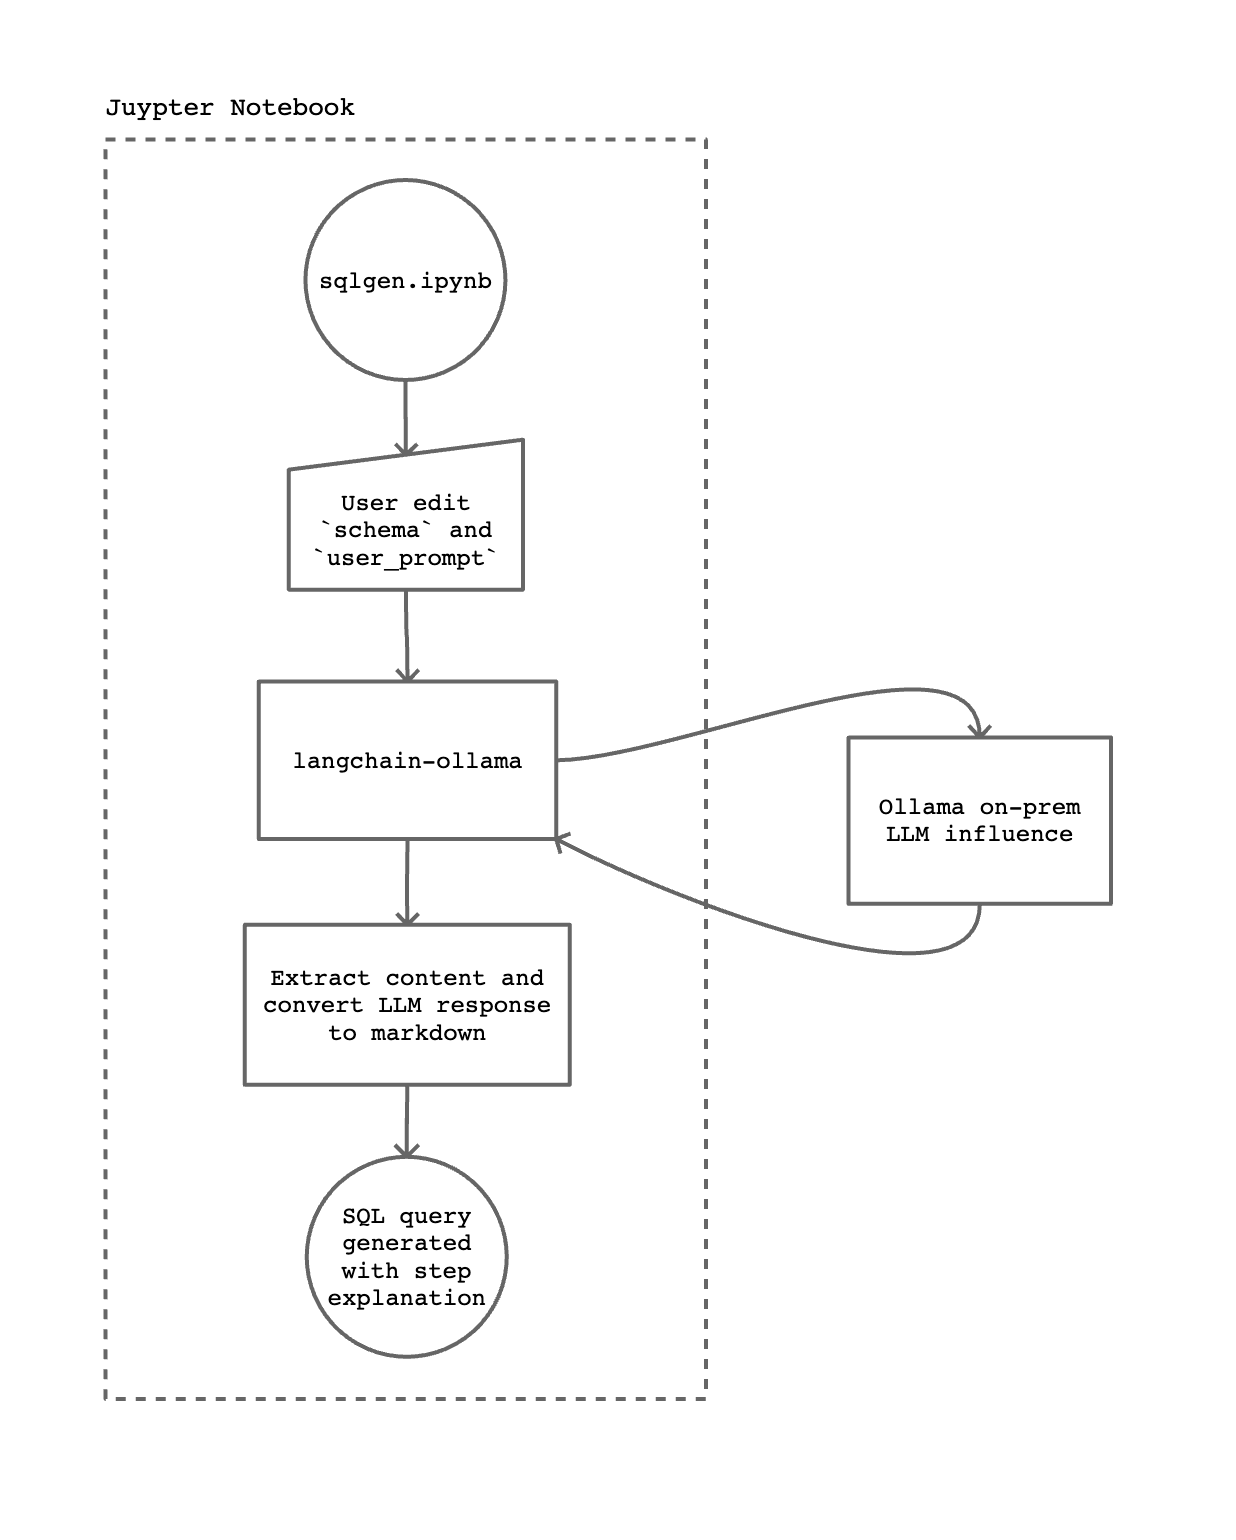 Juypter Notebook
sqlgen.ipynb
User edit
`schema` and
`user_prompt`
langchain-ollama
Ollama on-prem
LLM influence
Extract content and
convert LLM response
to markdown
SQL query
generated
with step
explanation